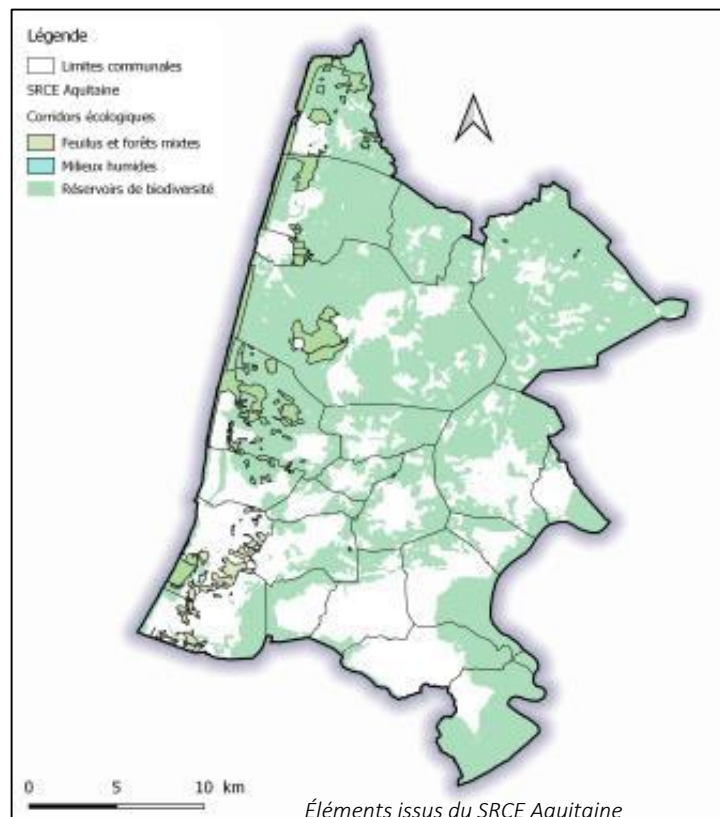 Légende
Limites communales
SRCE Aquitaine
Corridors écologiques
Feuillus et forêts mixtes
Milieux humides
Réservoirs de biodiversité
0 5 10 km
Éléments issus du SRCE Aquitaine